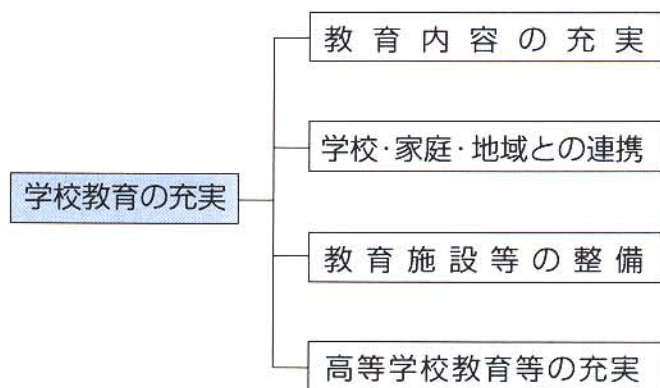 学校教育の充実
教育内容の充実
学校・家庭・地域との連携
教育施設等の整備
高等学校教育等の充実